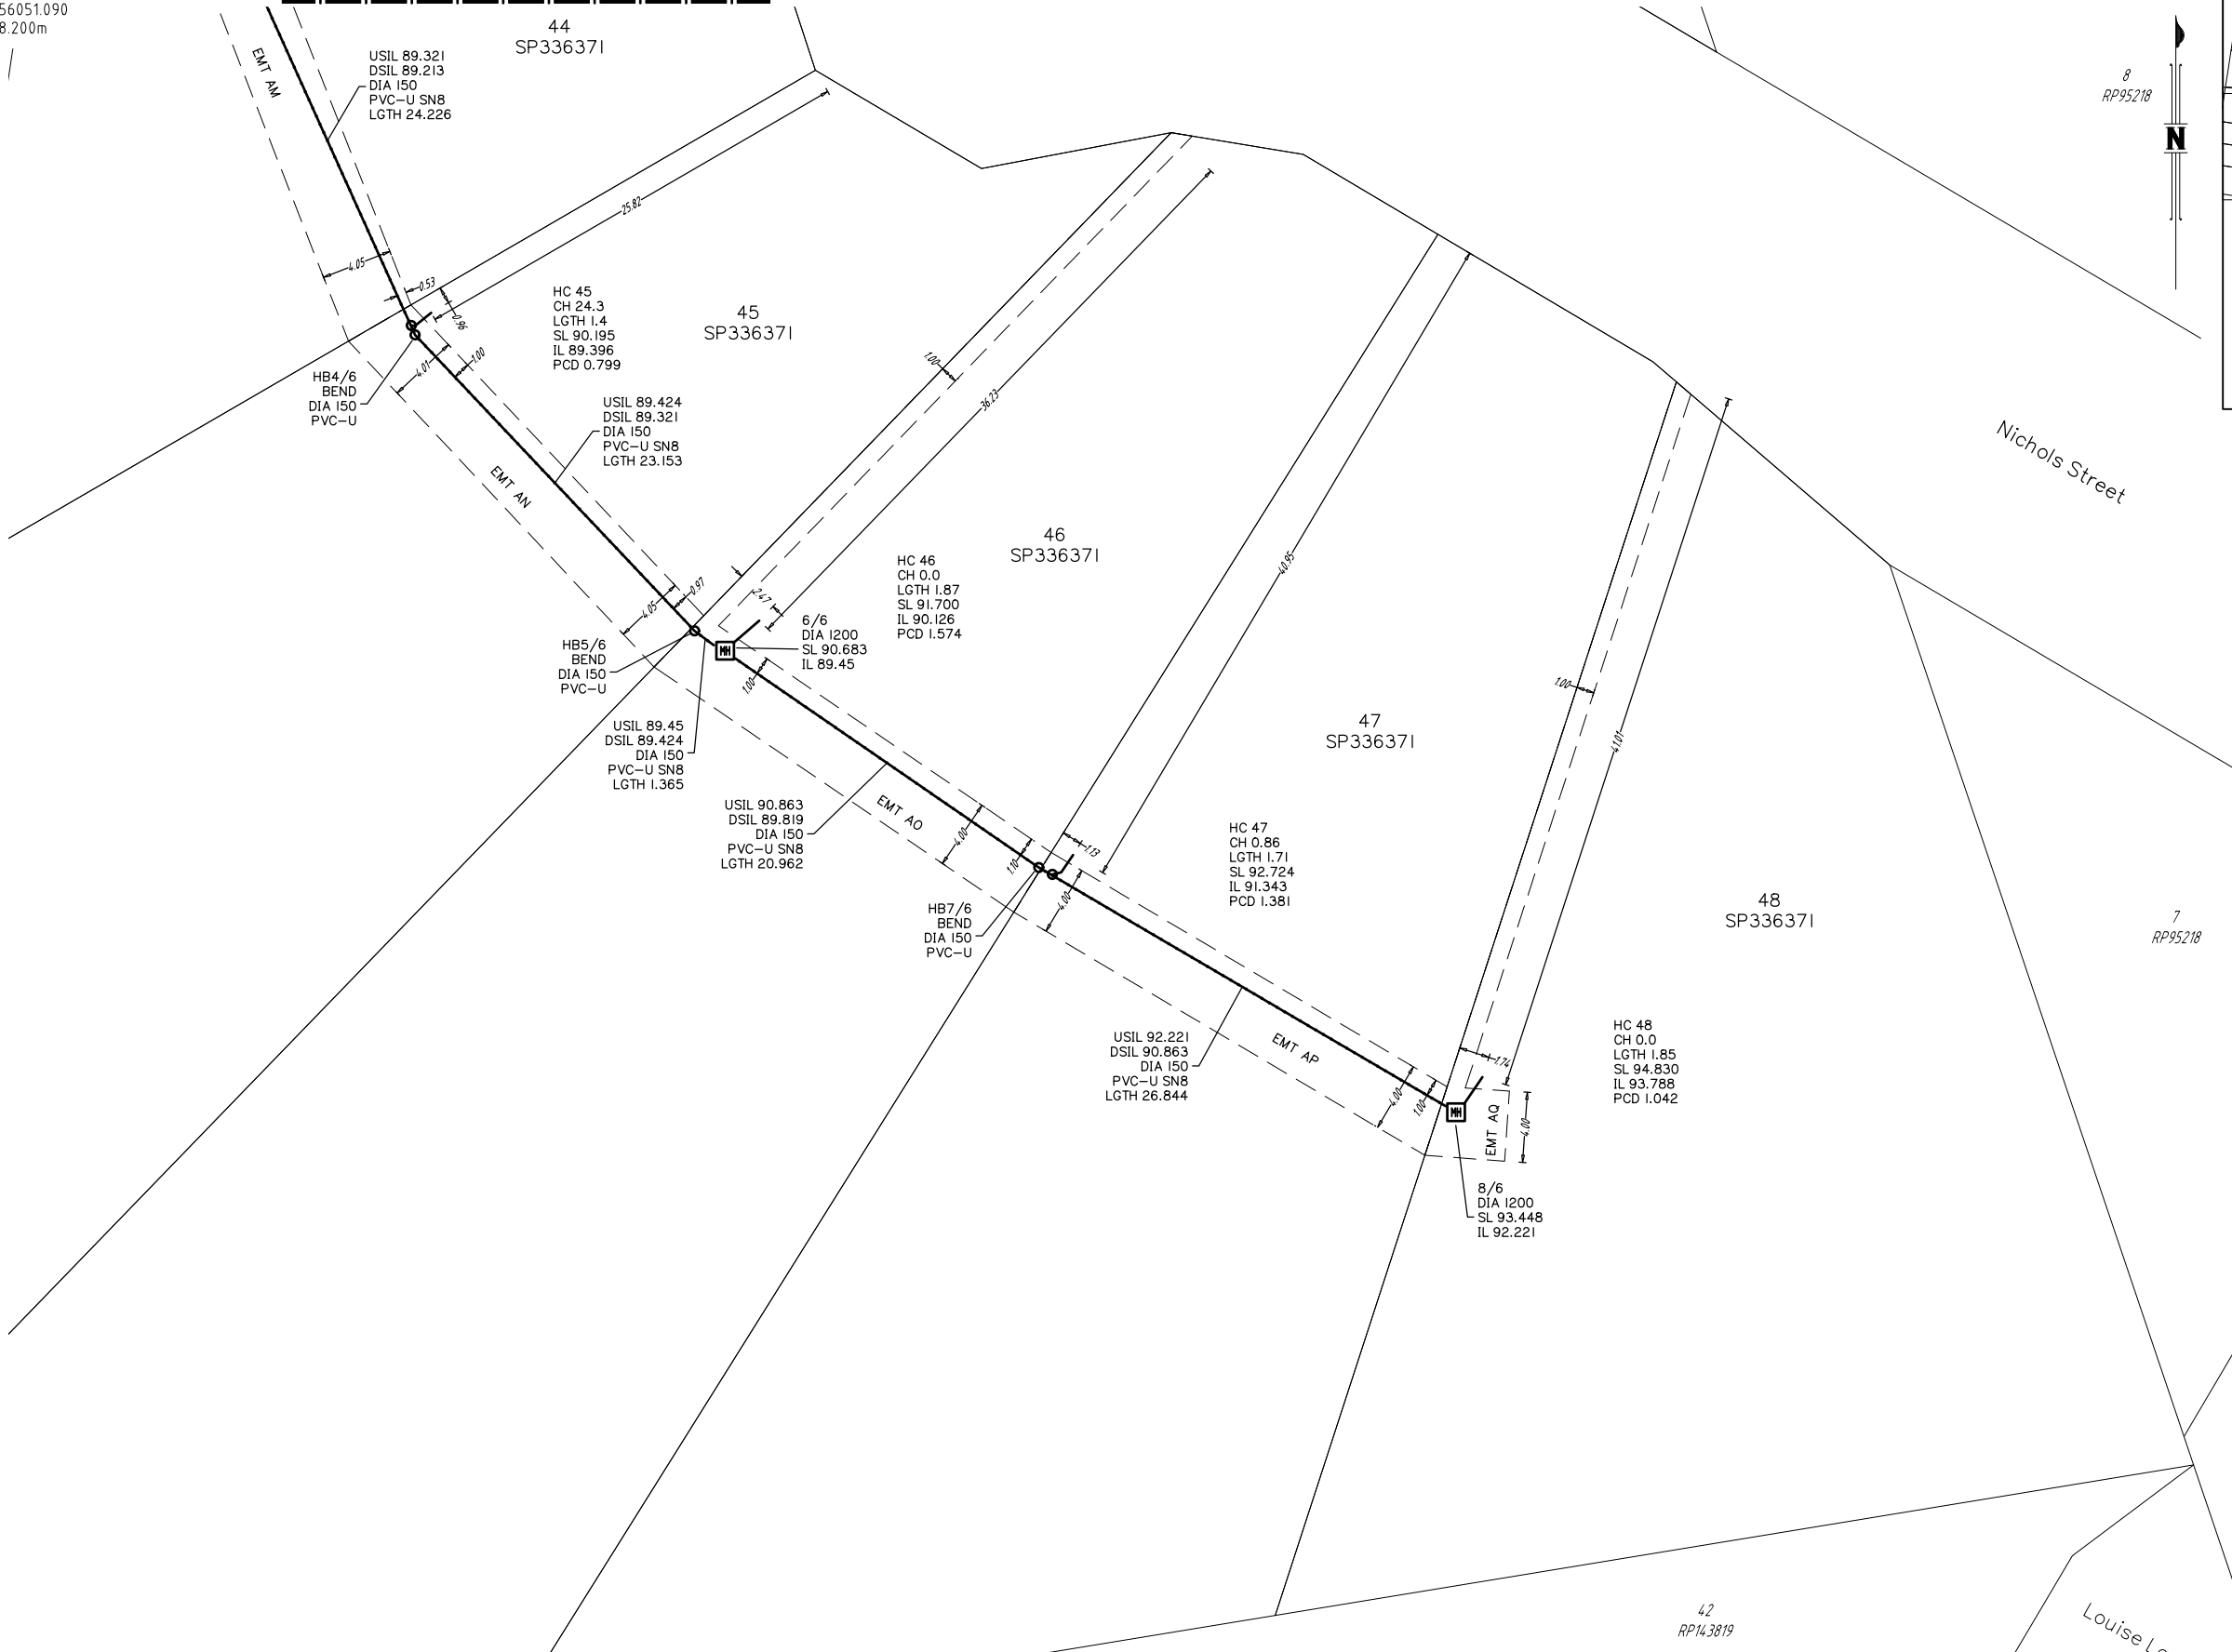 56051.090
8.200m
44
SP336371
8
RP95218
N
EMT AM
USIL 89.321
DSIL 89.213
DIA 150
PVC-U SN8
LGTH 24.226
25.82
4.05
0.53
0.96
HC 45
CH 24.3
LGTH 1.4
SL 90.195
IL 89.396
PCD 0.799
45
SP336371
4.01
1.00
HB4/6
BEND
DIA 150
PVC-U
USIL 89.424
DSIL 89.321
DIA 150
PVC-U SN8
LGTH 23.153
1.00
36.23
Nichols Street
EMT AN
46
SP336371
HC 46
CH 0.0
LGTH 1.87
SL 91.700
IL 90.126
PCD 1.574
40.95
4.05
0.97
2.47
6/6
DIA 1200
SL 90.683
IL 89.45
MH
HB5/6
BEND
DIA 150
PVC-U
1.00
1.00
41.01
USIL 89.45
DSIL 89.424
DIA 150
PVC-U SN8
LGTH 1.365
47
SP336371
USIL 90.863
DSIL 89.819
DIA 150
PVC-U SN8
LGTH 20.962
EMT AO
4.00
1.10
1.13
4.00
HC 47
CH 0.86
LGTH 1.71
SL 92.724
IL 91.343
PCD 1.381
48
SP336371
7
RP95218
HB7/6
BEND
DIA 150
PVC-U
USIL 92.221
DSIL 90.863
DIA 150
PVC-U SN8
LGTH 26.844
EMT AP
4.00
1.00
1.74
MH
EMT AQ
4.00
HC 48
CH 0.0
LGTH 1.85
SL 94.830
IL 93.788
PCD 1.042
8/6
DIA 1200
SL 93.448
IL 92.221
42
RP143819
Louise